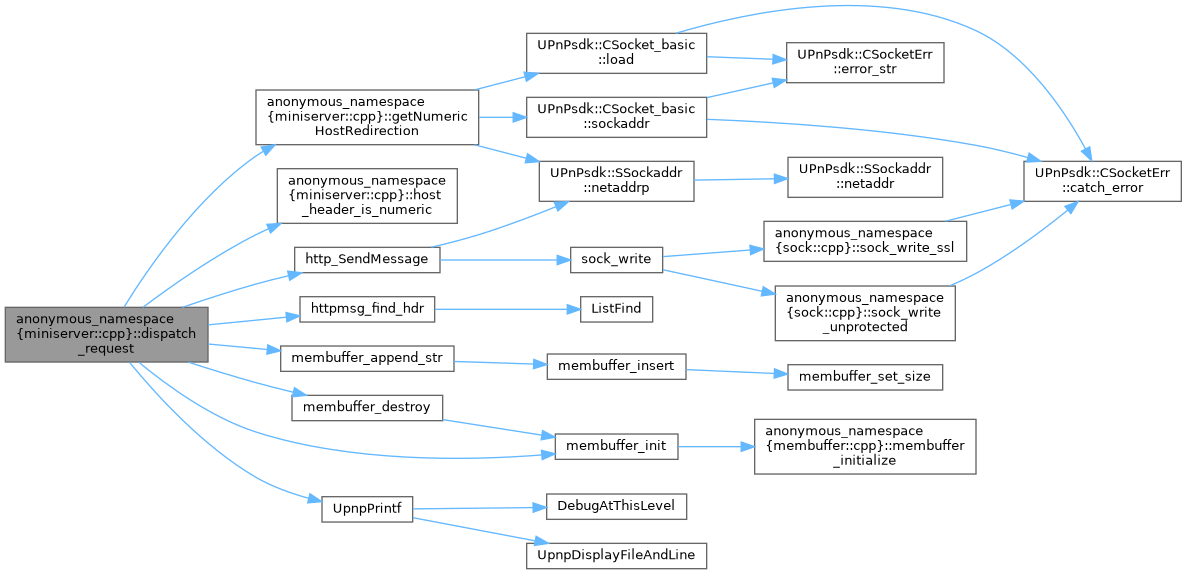 UPnPsdk::CSocket_basic
::load
UPnPsdk::CSocketErr
::error_str
anonymous_namespace
{miniserver::cpp}::getNumeric
HostRedirection
UPnPsdk::CSocket_basic
::sockaddr
UPnPsdk::SSockaddr
::netaddrp
UPnPsdk::SSockaddr
::netaddr
UPnPsdk::CSocketErr
::catch_error
anonymous_namespace
{miniserver::cpp}::host
_header_is_numeric
http_SendMessage
sock_write
anonymous_namespace
{sock::cpp}::sock_write_ssl
anonymous_namespace
{sock::cpp}::sock_write
_unprotected
anonymous_namespace
{miniserver::cpp}::dispatch
_request
httpmsg_find_hdr
ListFind
membuffer_append_str
membuffer_insert
membuffer_set_size
membuffer_destroy
membuffer_init
anonymous_namespace
{membuffer::cpp}::membuffer
_initialize
UpnpPrintf
DebugAtThisLevel
UpnpDisplayFileAndLine